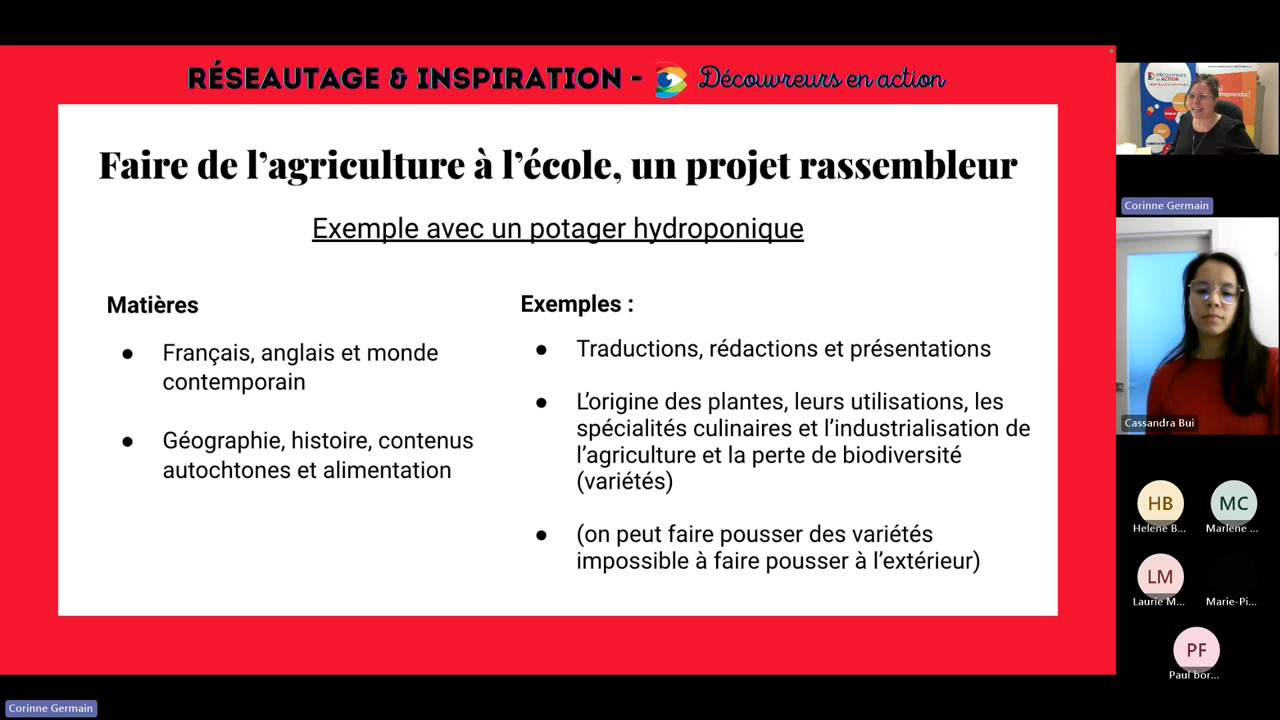 RÉSEAUTAGE & INSPIRATION - Découvreurs en action
Faire de l’agriculture à l’école, un projet rassembleur
Exemple avec un potager hydroponique
Matières
● Français, anglais et monde
contemporain
● Géographie, histoire, contenus
autochtones et alimentation
Exemples :
● Traductions, rédactions et présentations
● L’origine des plantes, leurs utilisations, les
spécialités culinaires et l’industrialisation de
l’agriculture et la perte de biodiversité
(variétés)
● (on peut faire pousser des variétés
impossible à faire pousser à l’extérieur)
Corinne Germain
Cassandra Bui
HB
Helene B...
MC
Marlene ...
LM
Laurie M...
Marie-Pi...
PF
Paul bor...
Corinne Germain